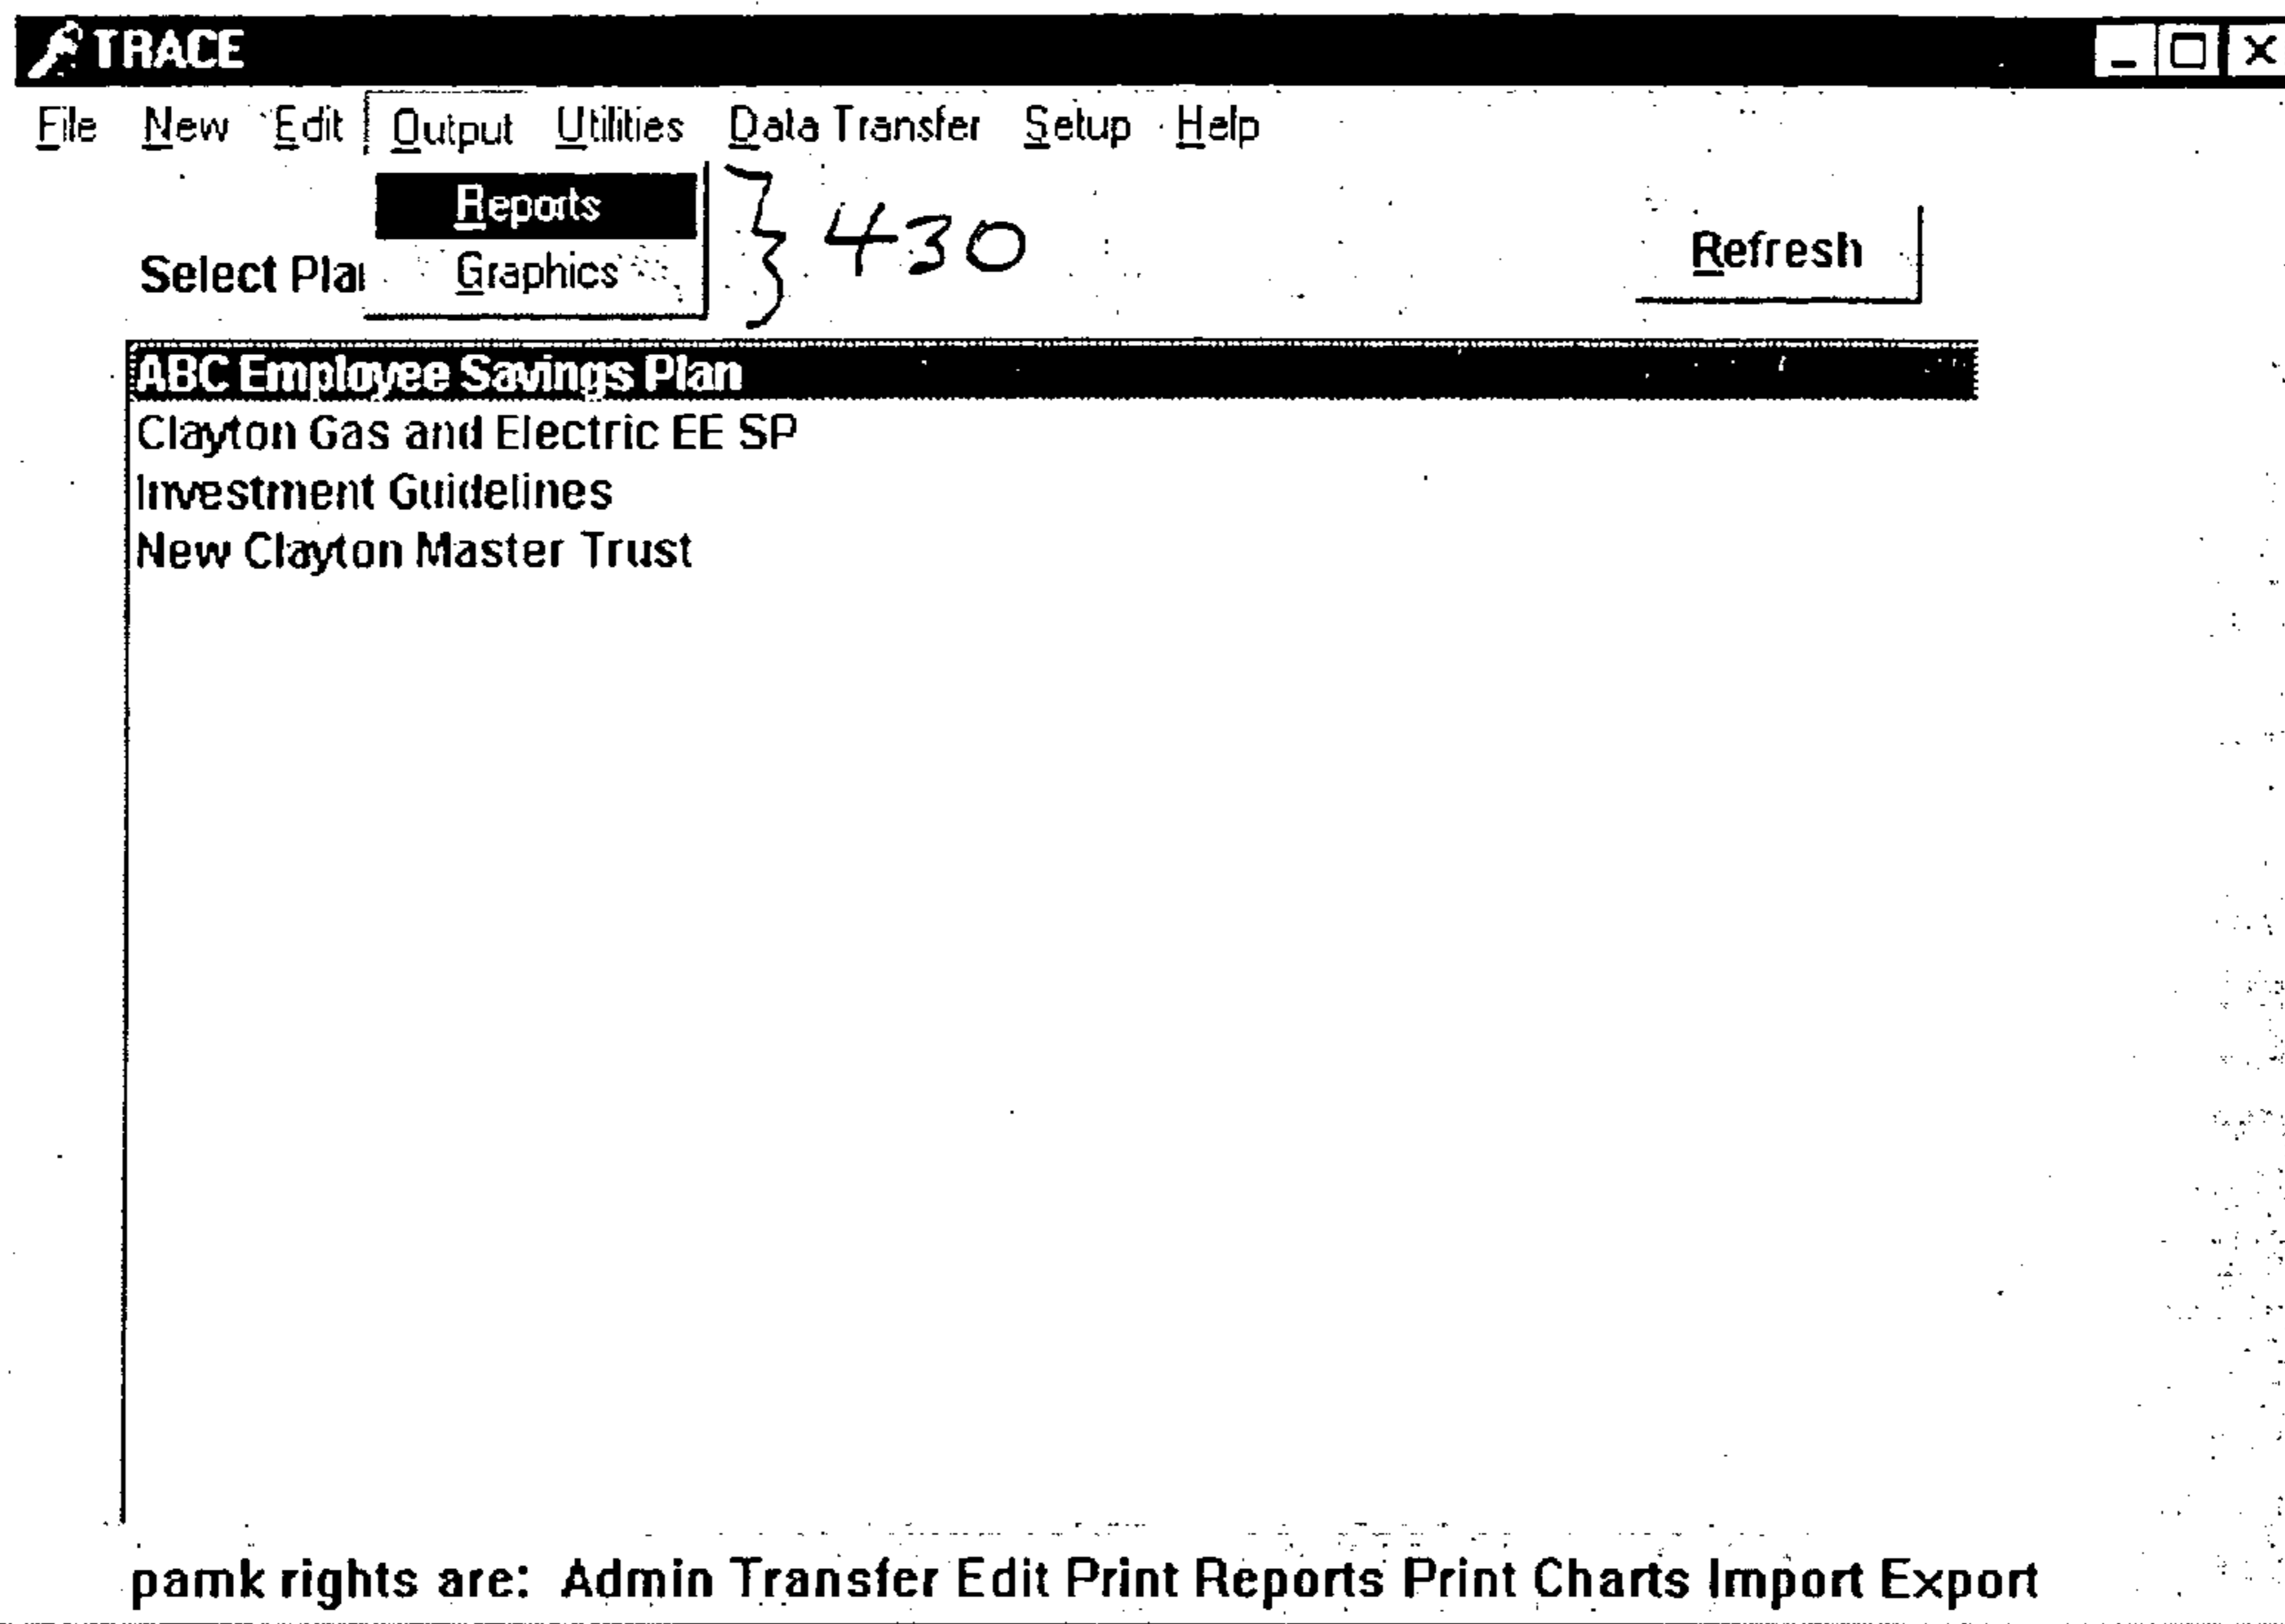 TRACE
File New Edit Output Utilities Data Transfer Setup Help
Reports
430
Refresh
Select Plan
Graphics
ABC Employee Savings Plan
Clayton Gas and Electric EE SP
Investment Guidelines
New Clayton Master Trust
pamk rights are: Admin Transfer Edit Print Reports Print Charts Import Export